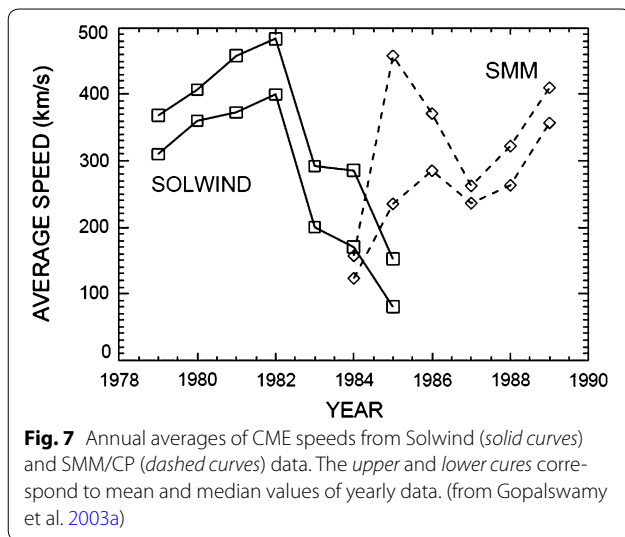 500
400
300
200
100
0
AVERAGE SPEED (km/s)
SMM
SOLWIND
1978 1980 1982 1984 1986 1988 1990
YEAR
Fig. 7 Annual averages of CME speeds from Solwind (solid curves)
and SMM/CP (dashed curves) data. The upper and lower cures corre-
spond to mean and median values of yearly data. (from Gopalswamy
et al. 2003a)